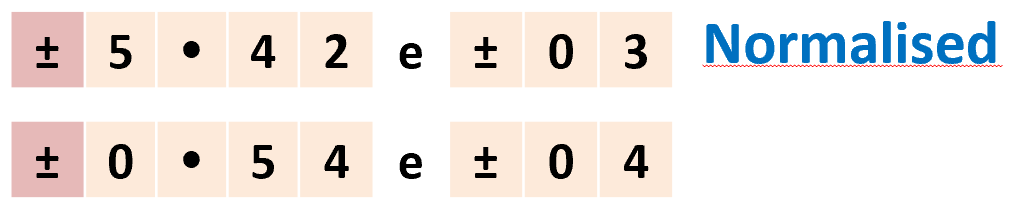 ± 5 • 4 2 e ± 0 3 Normalised
± 0 • 5 4 e ± 0 4